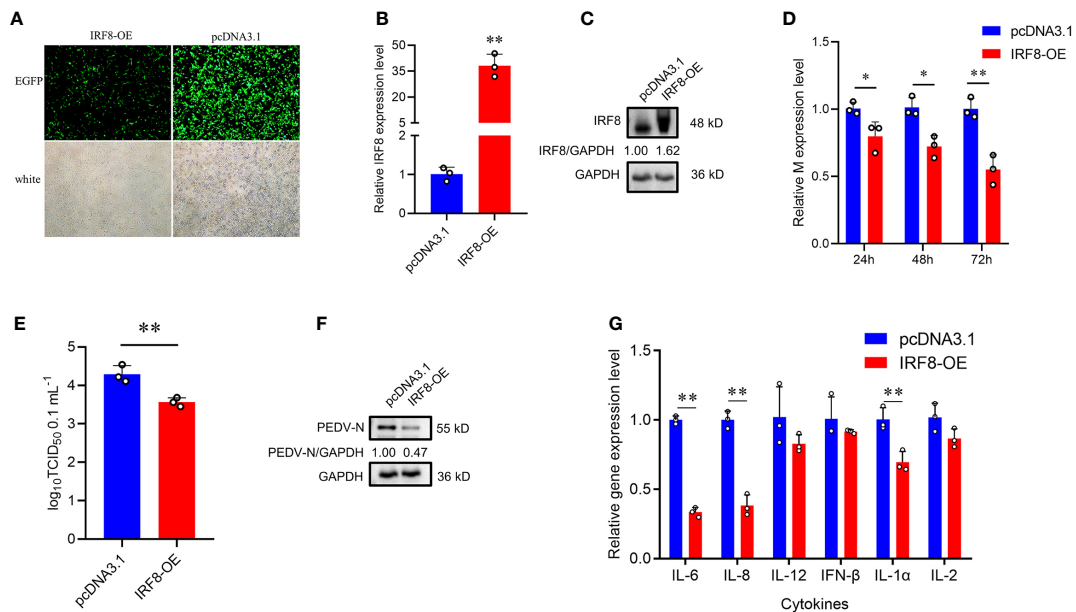 A
IRF8-OE pcDNA3.1
EGFP
white
B
Relative IRF8 expression level
50
35
20
5
2
1
0
**
pcDNA3.1
IRF8-OE
C
pcDNA3.1
IRF8-OE
IRF8 48 kD
IRF8/GAPDH 1.00 1.62
GAPDH 36 kD
D
pcDNA3.1
IRF8-OE
Relative M expression level
1.5
1.0
0.5
0.0
* * **
24h 48h 72h
E
log10TCID50 0.1 mL-1
5
4
3
2
1
0
**
pcDNA3.1
IRF8-OE
F
pcDNA3.1
IRF8-OE
PEDV-N 55 kD
PEDV-N/GAPDH 1.00 0.47
GAPDH 36 kD
G
pcDNA3.1
IRF8-OE
Relative gene expression level
1.5
1.0
0.5
0.0
** ** **
IL-6 IL-8 IL-12 IFN-β IL-1α IL-2
Cytokines